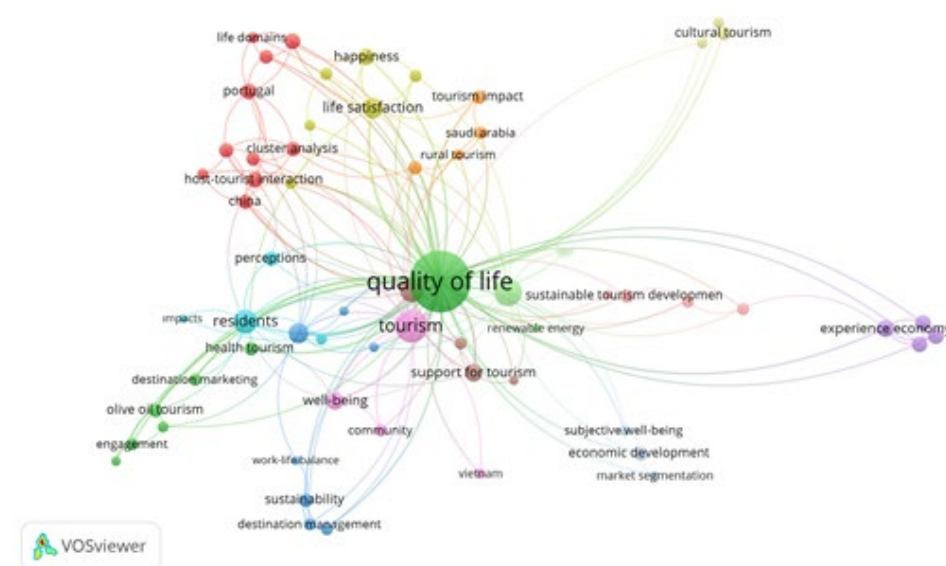 cultural tourism
life domains
happiness
portugal
tourism impact
life satisfaction
saudi arabia
cluster analysis
rural tourism
host-tourist interaction
china
perceptions
quality of life
sustainable tourism developmen
impacts
residents
tourism
renewable energy
experience economy
health tourism
support for tourism
destination marketing
well-being
olive oil tourism
community
subjective well-being
engagement
economic development
work-life balance
vietnam
market segmentation
sustainability
destination management
VOSviewer